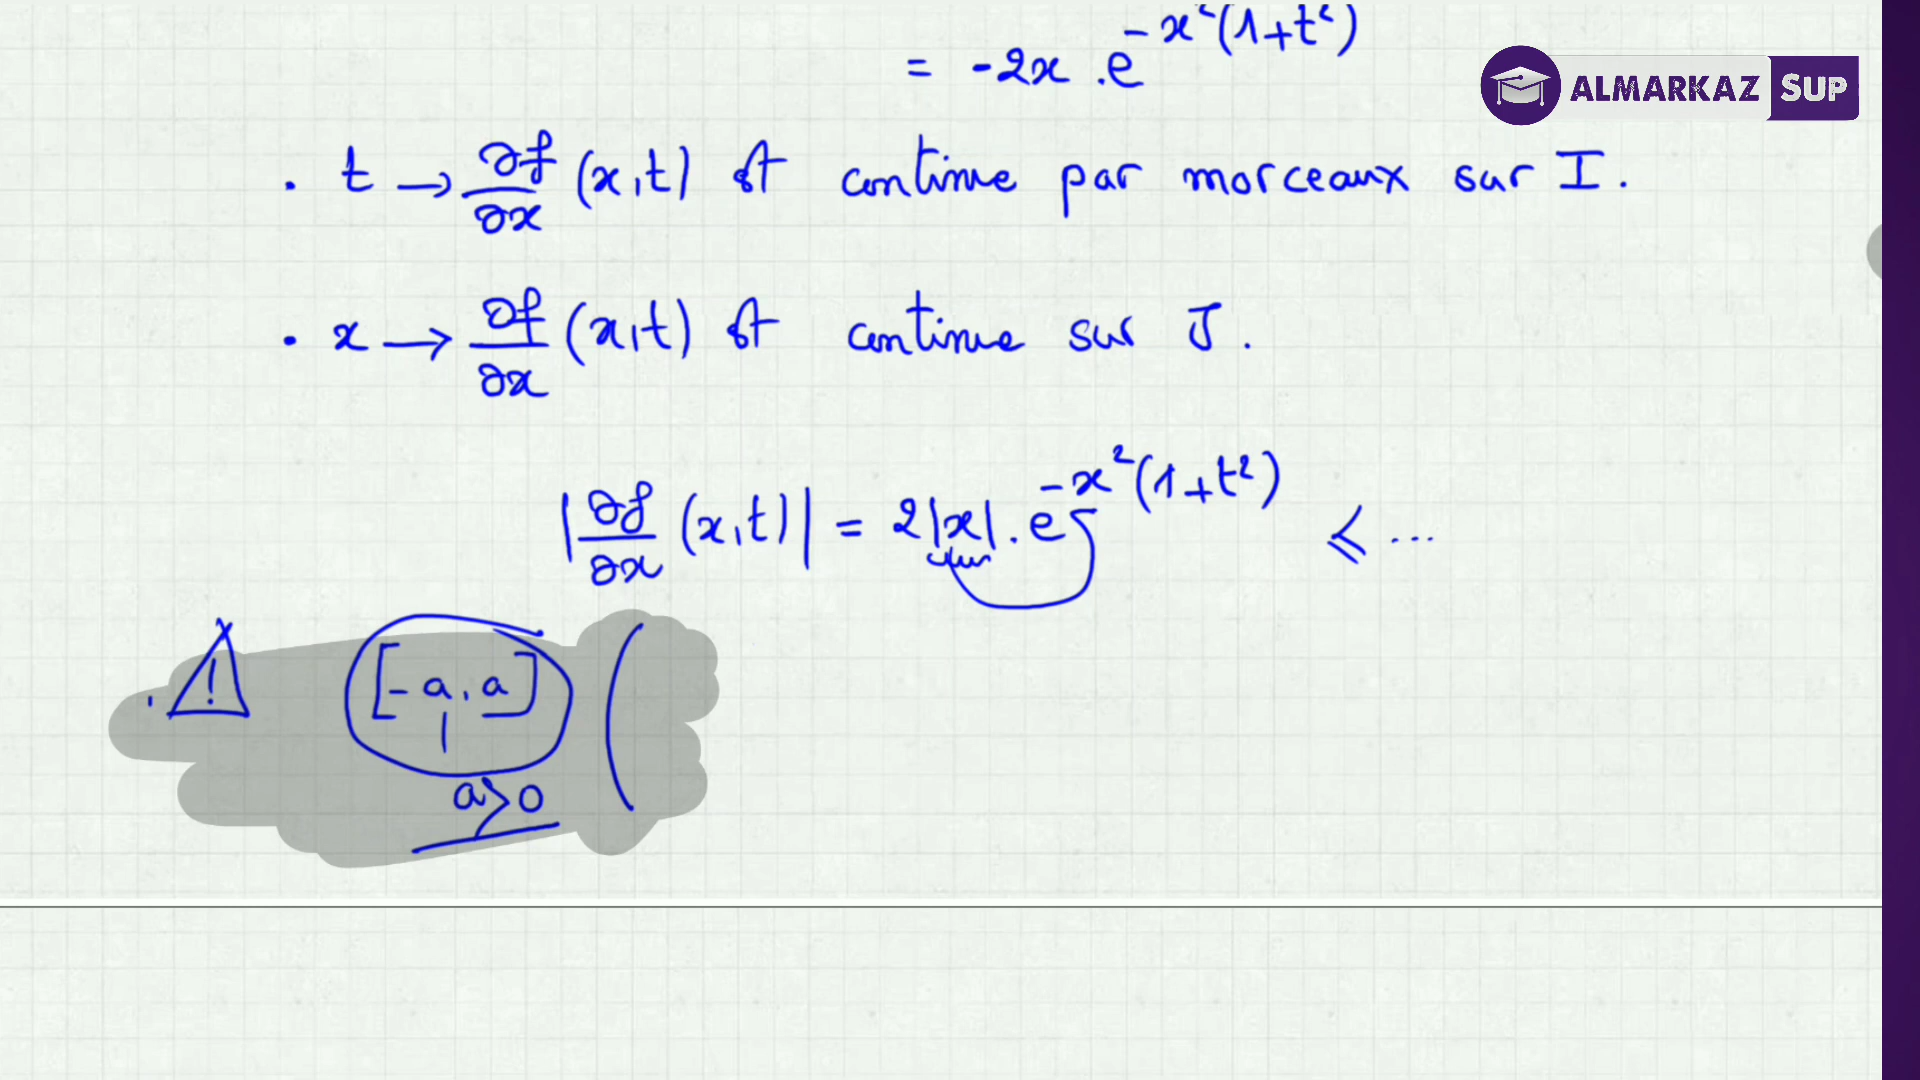 = -2x . e^{-x²(1+t²)}
ALMARKAZ SUP
. t → ∂f/∂x (x,t) est continue par morceaux sur I.
. x → ∂f/∂x (x,t) est continue sur J.
|∂f/∂x (x,t)| = 2|x| . e^{-x²(1+t²)} ⩽ ...
. ! [-a, a] (
a>0